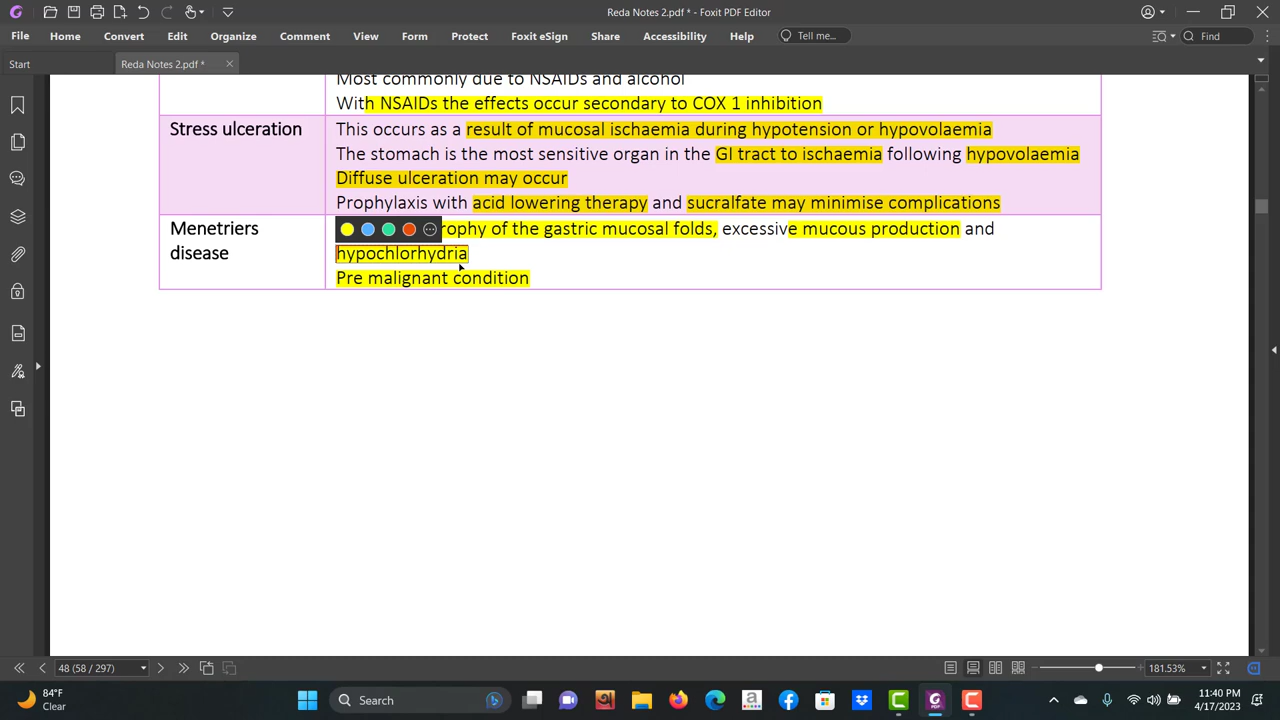 Reda Notes 2.pdf * - Foxit PDF Editor
File Home Convert Edit Organize Comment View Form Protect Foxit eSign Share Accessibility Help Tell me... Find
Start Reda Notes 2.pdf *
Most commonly due to NSAIDs and alcohol
With NSAIDs the effects occur secondary to COX 1 inhibition
Stress ulceration
This occurs as a result of mucosal ischaemia during hypotension or hypovolaemia
The stomach is the most sensitive organ in the GI tract to ischaemia following hypovolaemia
Diffuse ulceration may occur
Prophylaxis with acid lowering therapy and sucralfate may minimise complications
Menetriers
disease
rophy of the gastric mucosal folds, excessive mucous production and
hypochlorhydria
Pre malignant condition
48 (58 / 297)
181.53%
84°F
Clear
Search
11:40 PM
4/17/2023